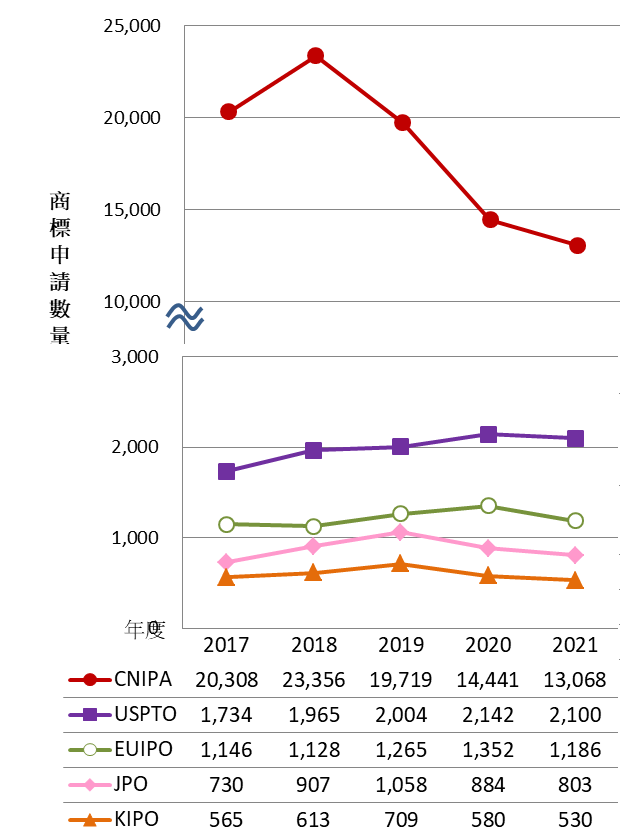 25,000
20,000
15,000
10,000
商標申請數量
3,000
2,000
1,000
0
年度
2017 2018 2019 2020 2021
CNIPA 20,308 23,356 19,719 14,441 13,068
USPTO 1,734 1,965 2,004 2,142 2,100
EUIPO 1,146 1,128 1,265 1,352 1,186
JPO 730 907 1,058 884 803
KIPO 565 613 709 580 530